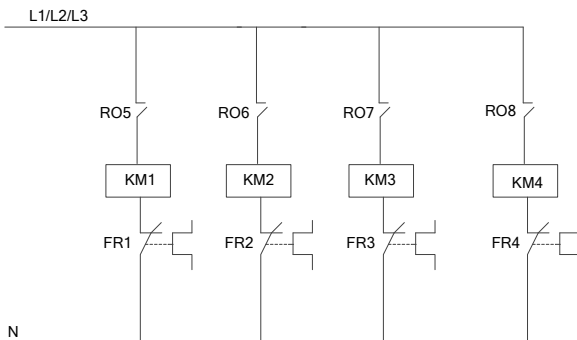 L1/L2/L3
RO5 RO6 RO7 RO8
KM1 KM2 KM3 KM4
FR1 FR2 FR3 FR4
N